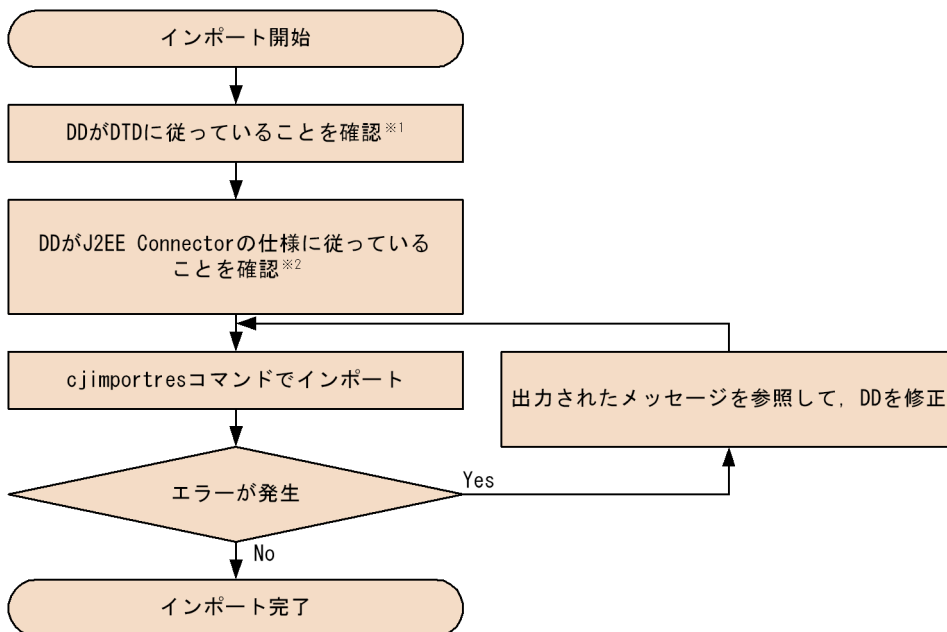 インポート開始
DDがDTDに従っていることを確認※1
DDがJ2EE Connectorの仕様に従っている
ことを確認※2
cjimportresコマンドでインポート
出力されたメッセージを参照して，DDを修正
エラーが発生
Yes
No
インポート完了